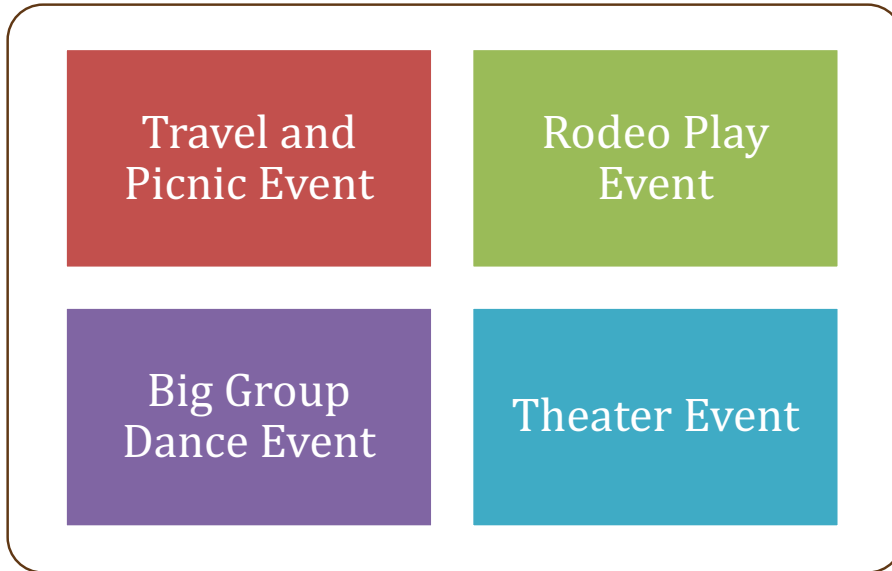 Travel and
Picnic Event
Rodeo Play
Event
Big Group
Dance Event
Theater Event